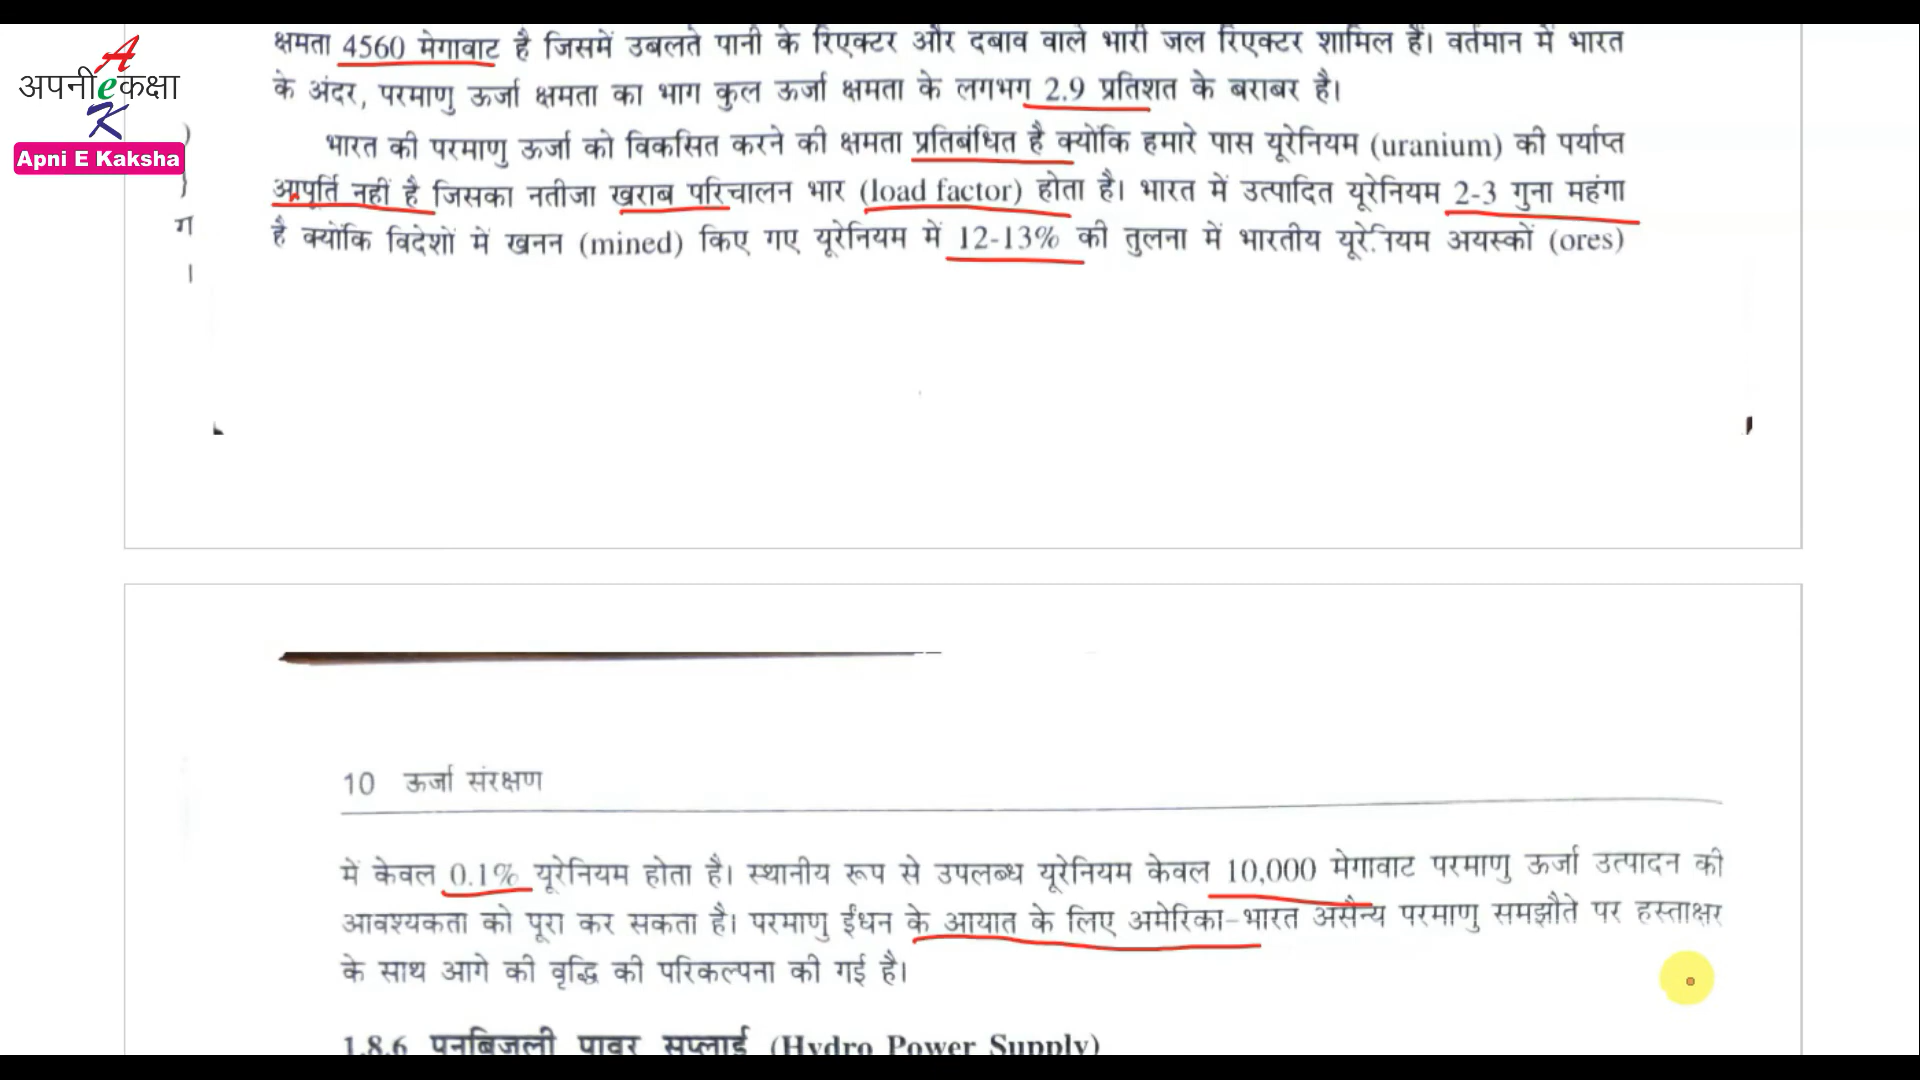 अपनीeकक्षा
A
K
Apni E Kaksha
क्षमता 4560 मेगावाट है जिसमें उबलते पानी के रिएक्टर और दबाव वाले भारी जल रिएक्टर शामिल हैं। वर्तमान में भारत
के अंदर, परमाणु ऊर्जा क्षमता का भाग कुल ऊर्जा क्षमता के लगभग 2.9 प्रतिशत के बराबर है।
भारत की परमाणु ऊर्जा को विकसित करने की क्षमता प्रतिबंधित है क्योंकि हमारे पास यूरेनियम (uranium) की पर्याप्त
आपूर्ति नहीं है जिसका नतीजा खराब परिचालन भार (load factor) होता है। भारत में उत्पादित यूरेनियम 2-3 गुना महंगा
है क्योंकि विदेशों में खनन (mined) किए गए यूरेनियम में 12-13% की तुलना में भारतीय यूरेनियम अयस्कों (ores)
ग
।
10 ऊर्जा संरक्षण
में केवल 0.1% यूरेनियम होता है। स्थानीय रूप से उपलब्ध यूरेनियम केवल 10,000 मेगावाट परमाणु ऊर्जा उत्पादन की
आवश्यकता को पूरा कर सकता है। परमाणु ईंधन के आयात के लिए अमेरिका-भारत असैन्य परमाणु समझौते पर हस्ताक्षर
के साथ आगे की वृद्धि की परिकल्पना की गई है।
1.8.6 पनबिजली पावर सप्लाई (Hydro Power Supply)